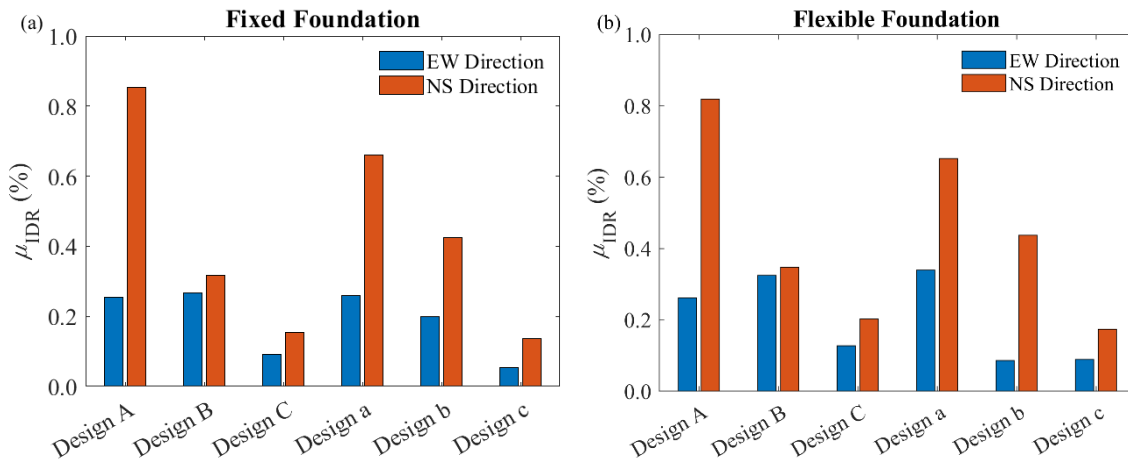 (a)
Fixed Foundation
1.0
0.8
0.6
0.4
0.2
0.0
μIDR (%)
EW Direction
NS Direction
Design A
Design B
Design C
Design a
Design b
Design c
(b)
Flexible Foundation
1.0
0.8
0.6
0.4
0.2
0.0
μIDR (%)
EW Direction
NS Direction
Design A
Design B
Design C
Design a
Design b
Design c